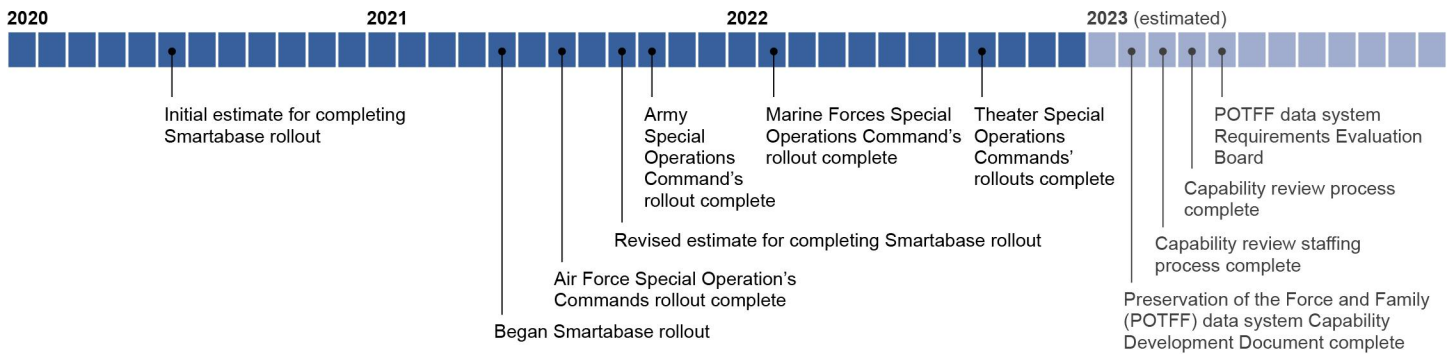 2020
2021
2022
2023 (estimated)
Initial estimate for completing
Smartabase rollout
Began Smartabase rollout
Air Force Special Operation’s
Commands rollout complete
Revised estimate for completing Smartabase rollout
Army
Special
Operations
Command’s
rollout complete
Marine Forces Special
Operations Command’s
rollout complete
Theater Special
Operations
Commands’
rollouts complete
Preservation of the Force and Family
(POTFF) data system Capability
Development Document complete
Capability review staffing
process complete
Capability review process
complete
POTFF data system
Requirements Evaluation
Board